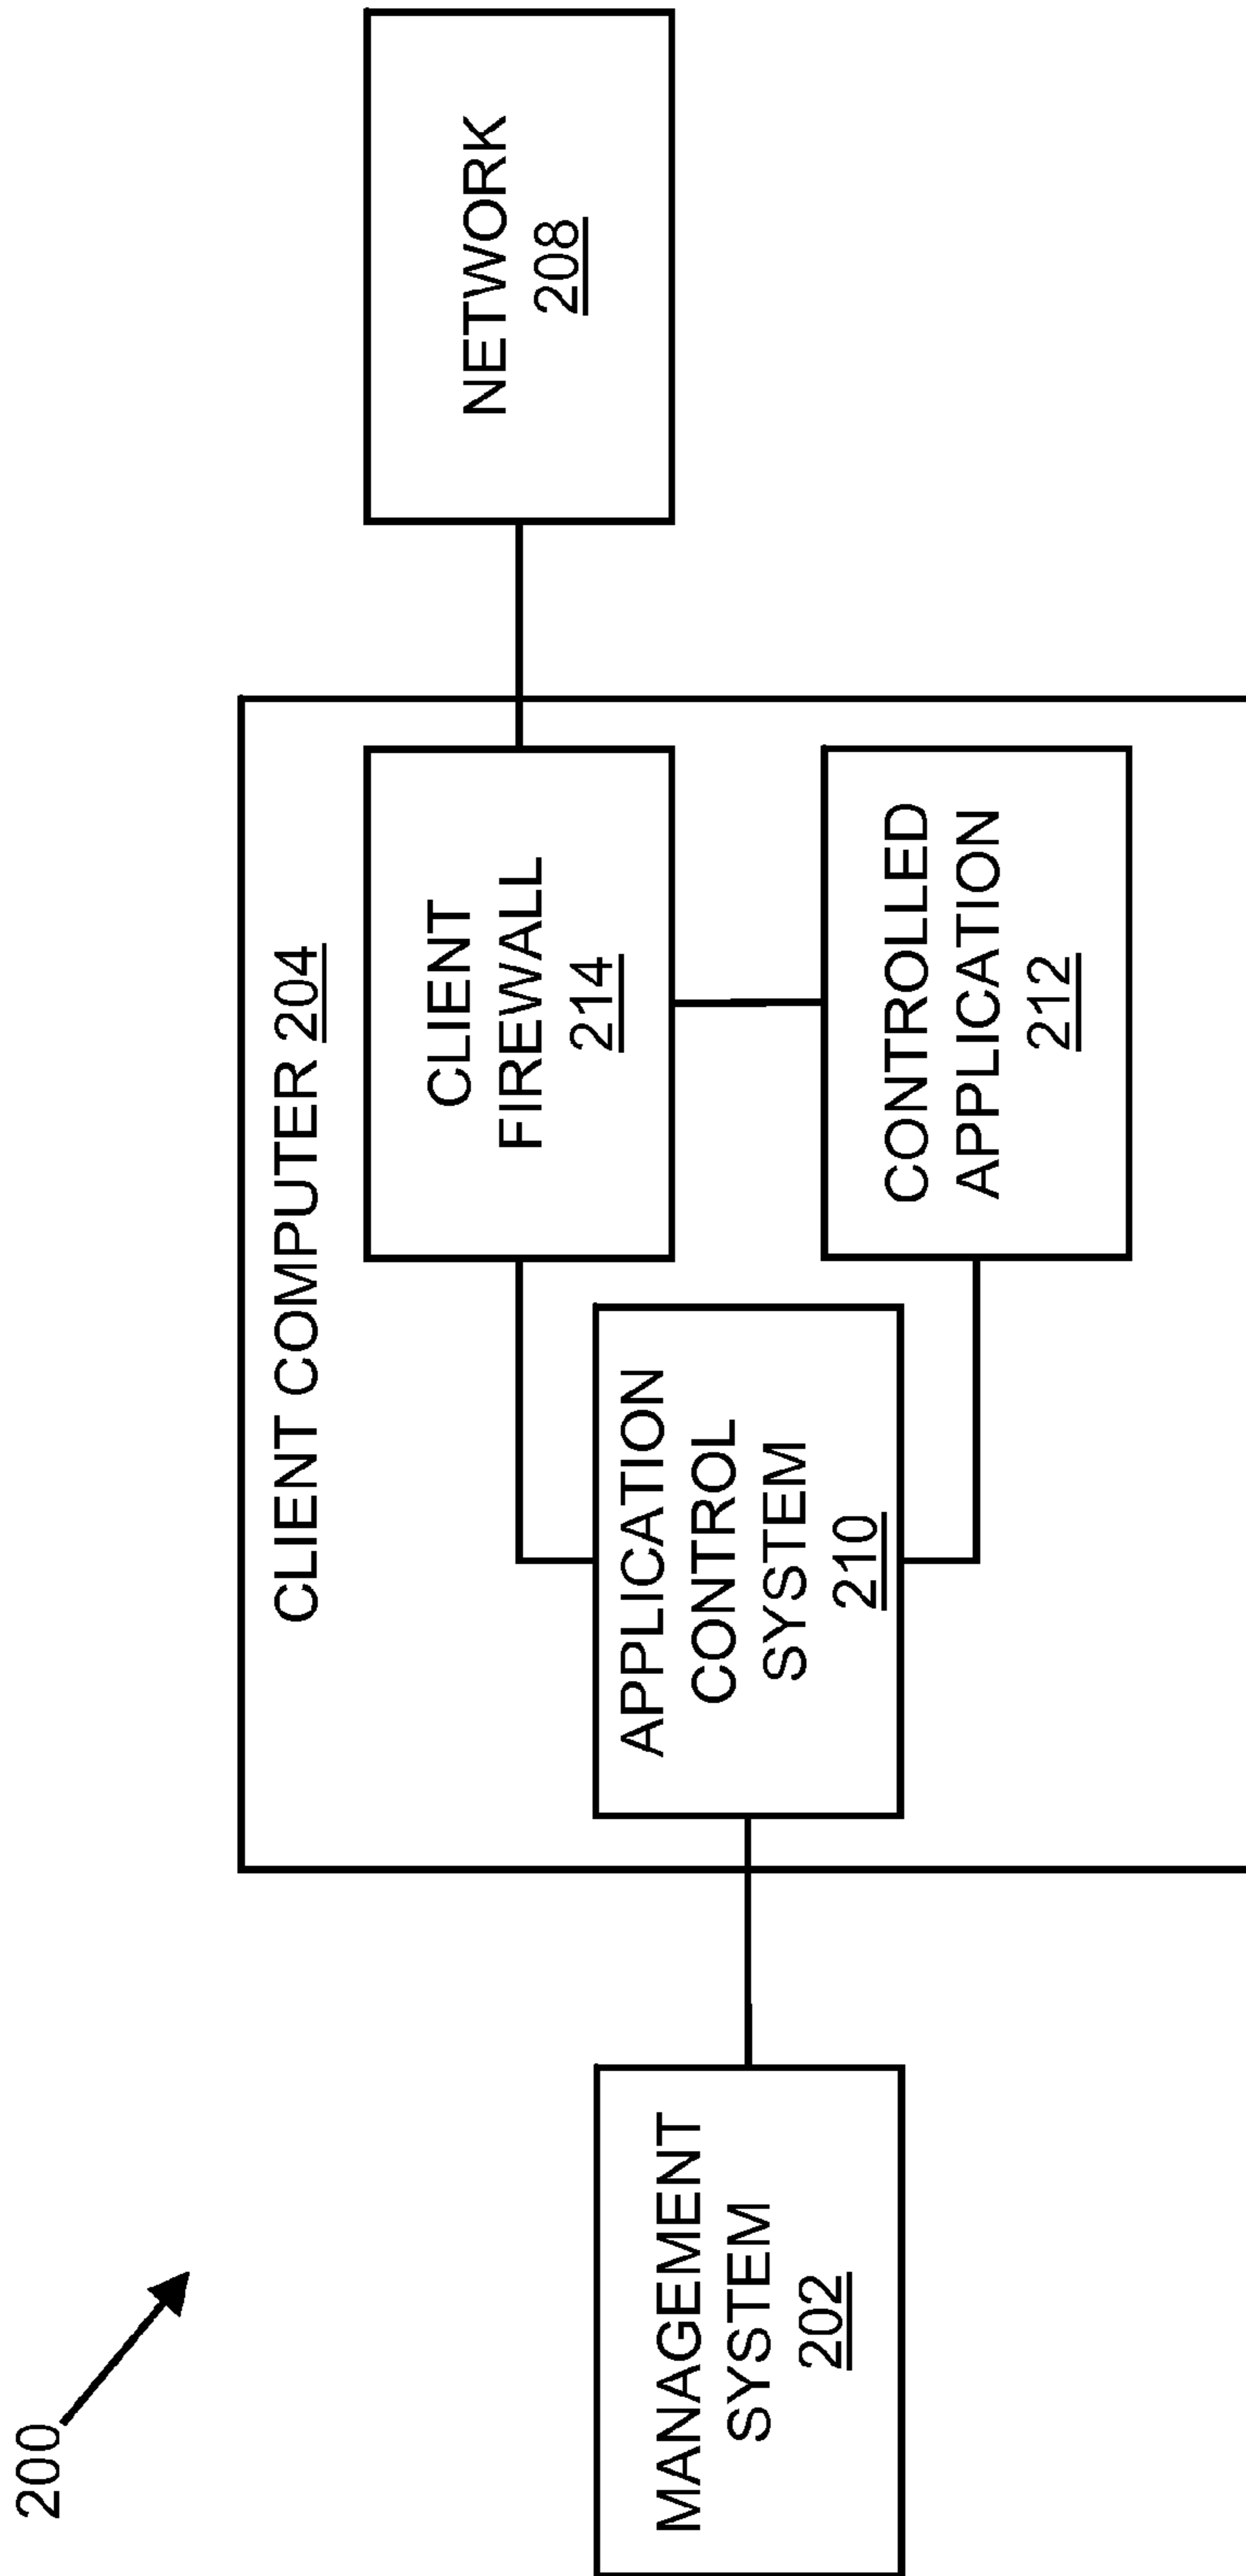 200
CLIENT COMPUTER 204
MANAGEMENT
SYSTEM
202
APPLICATION
CONTROL
SYSTEM
210
CLIENT
FIREWALL
214
CONTROLLED
APPLICATION
212
NETWORK
208